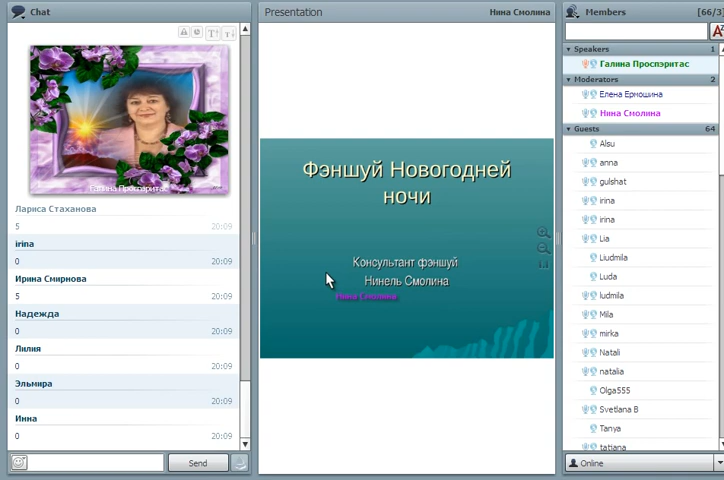 Chat
Галина Проспэритас
Лариса Стаханова
5 20:09
irina
0 20:09
Ирина Смирнова
5 20:09
Надежда
0 20:09
Лилия
0 20:09
Эльмира
0 20:09
Инна
0 20:09
Send
Presentation Нина Смолина
Фэншуй Новогодней
ночи
Консультант фэншуй
Нинель Смолина
Нина Смолина
1:1
Members [66/3
Speakers 1
Галина Проспэритас
Moderators 2
Елена Ермошина
Нина Смолина
Guests 64
Alsu
anna
gulshat
irina
irina
Lia
Liudmila
Luda
ludmila
Mila
mirka
Natali
natalia
Olga555
Svetlana B
Tanya
tatiana
Online